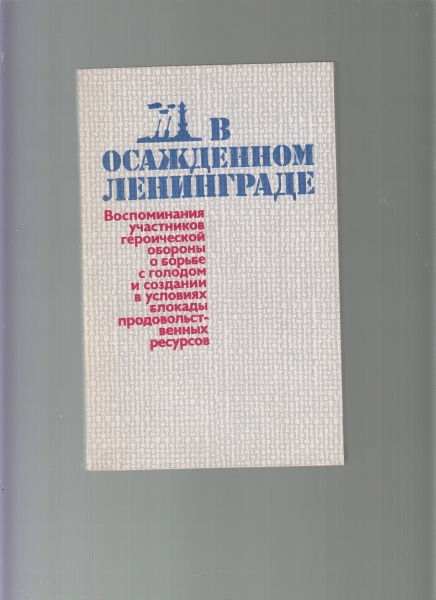 В
ОСАЖДЕННОМ
ЛЕНИНГРАДЕ
Воспоминания
участников
героической
обороны
о борьбе
с голодом
и создании
в условиях
блокады
продовольст-
венных
ресурсов